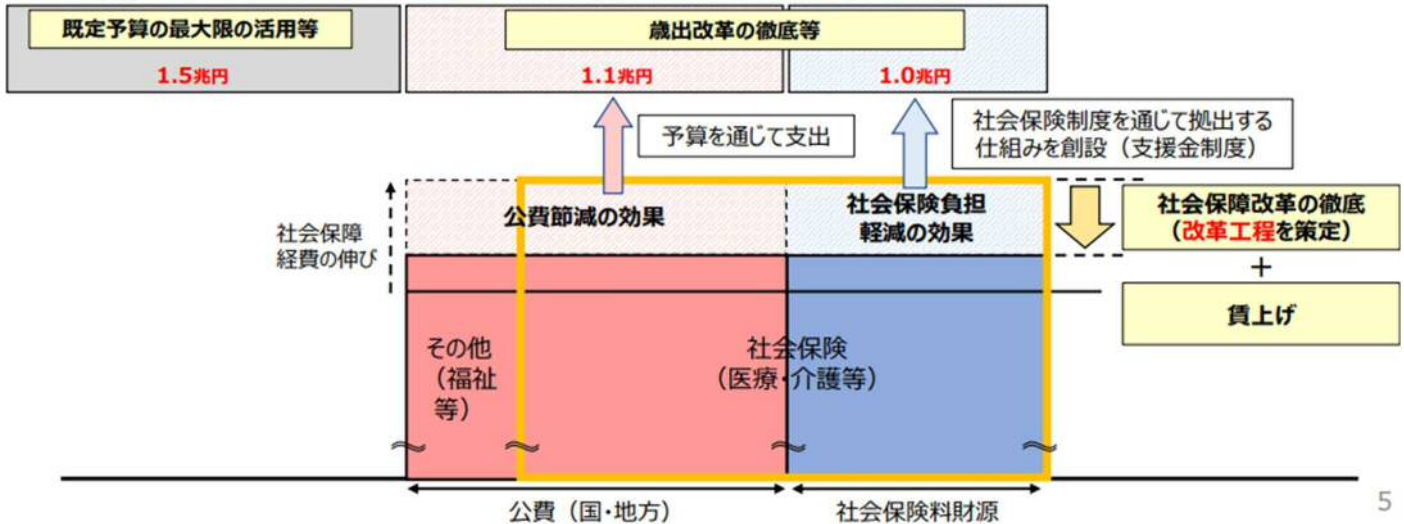 既定予算の最大限の活用等
1.5兆円
歳出改革の徹底等
1.1兆円
1.0兆円
予算を通じて支出
社会保険制度を通じて拠出する
仕組みを創設（支援金制度）
社会保障
経費の伸び
公費節減の効果
社会保険負担
軽減の効果
社会保障改革の徹底
（改革工程を策定）
+
賃上げ
その他
（福祉
等）
社会保険
（医療・介護等）
公費（国・地方）
社会保険料財源
5